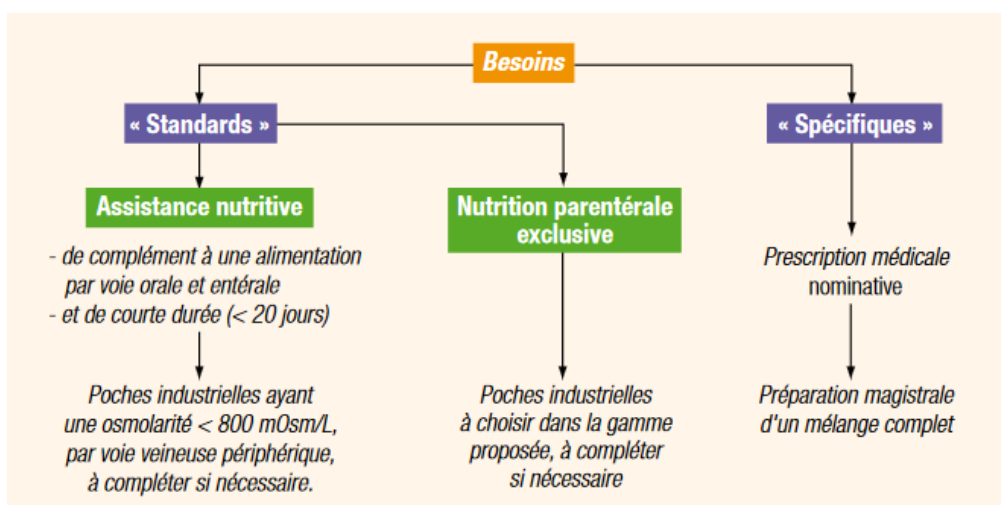 Besoins
« Standards »
« Spécifiques »
Assistance nutritive
- de complément à une alimentation
par voie orale et entérale
- et de courte durée (< 20 jours)
Poches industrielles ayant
une osmolarité < 800 mOsm/L,
par voie veineuse périphérique,
à compléter si nécessaire.
Nutrition parentérale
exclusive
Poches industrielles
à choisir dans la gamme
proposée, à compléter
si nécessaire
Prescription médicale
nominative
Préparation magistrale
d'un mélange complet